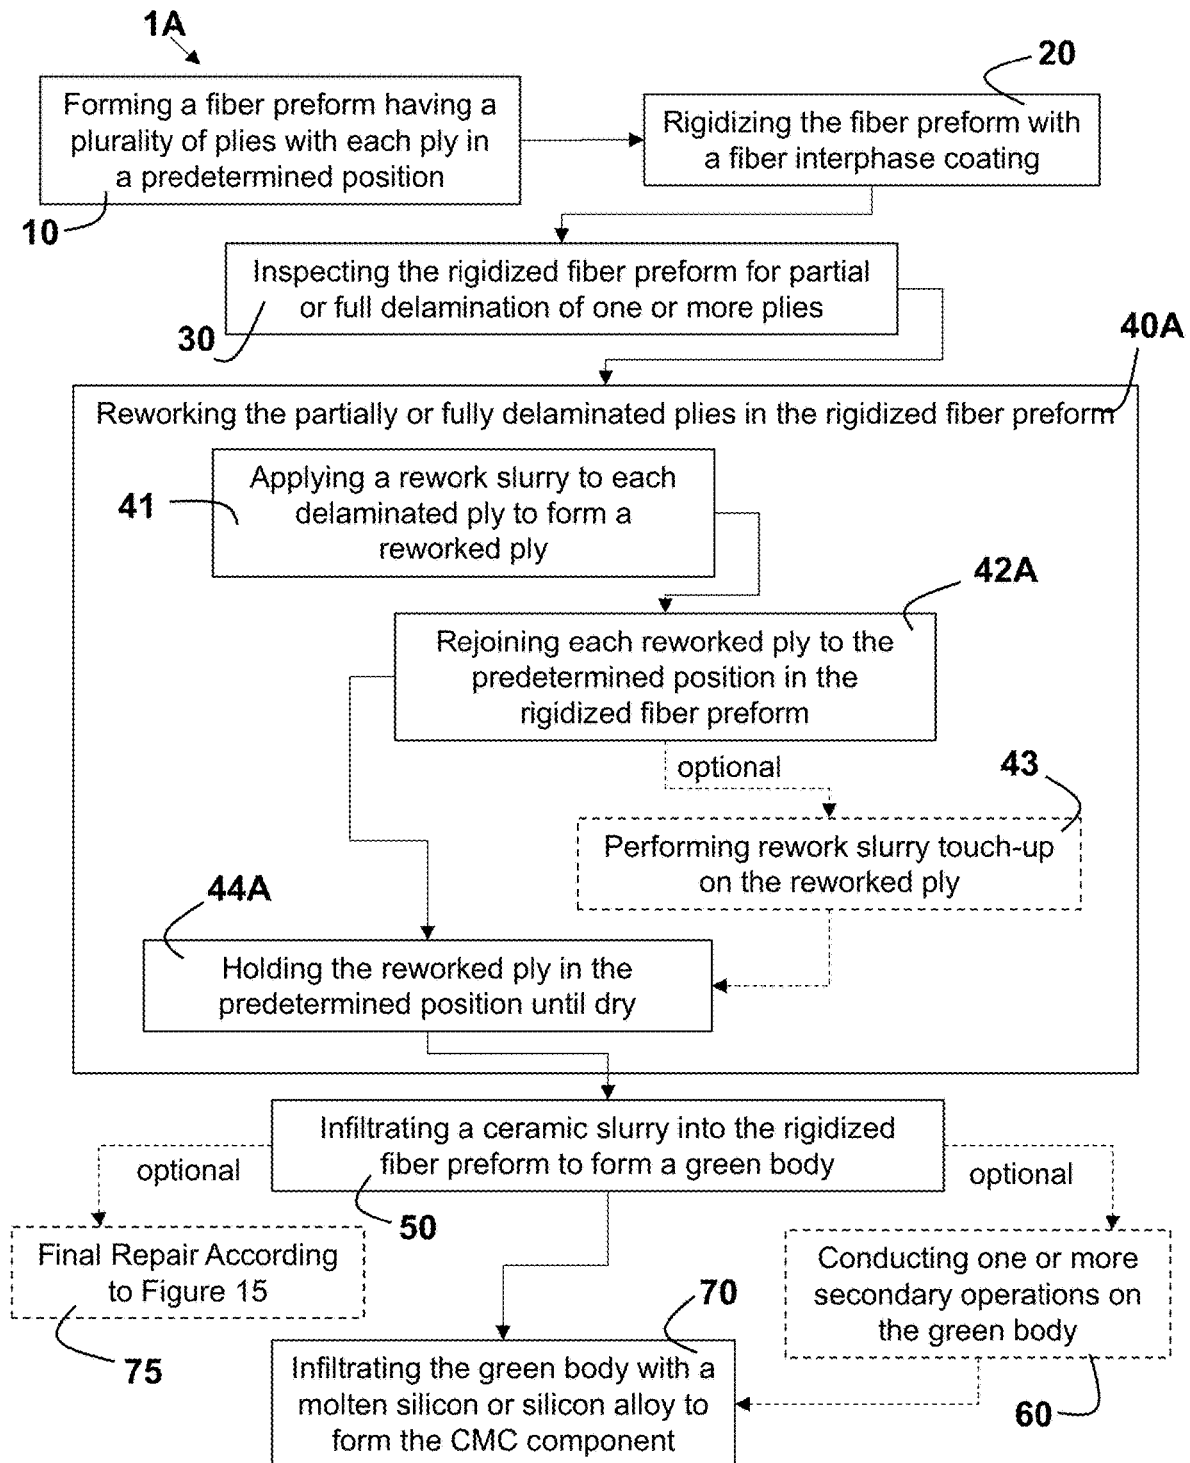 1A
20
Forming a fiber preform having a
plurality of plies with each ply in
a predetermined position
Rigidizing the fiber preform with
a fiber interphase coating
10
Inspecting the rigidized fiber preform for partial
or full delamination of one or more plies
30
40A
Reworking the partially or fully delaminated plies in the rigidized fiber preform
Applying a rework slurry to each
delaminated ply to form a
reworked ply
41
42A
Rejoining each reworked ply to the
predetermined position in the
rigidized fiber preform
optional
43
Performing rework slurry touch-up
on the reworked ply
44A
Holding the reworked ply in the
predetermined position until dry
Infiltrating a ceramic slurry into the rigidized
fiber preform to form a green body
optional
optional
50
Final Repair According
to Figure 15
75
Conducting one or more
secondary operations on
the green body
60
70
Infiltrating the green body with a
molten silicon or silicon alloy to
form the CMC component